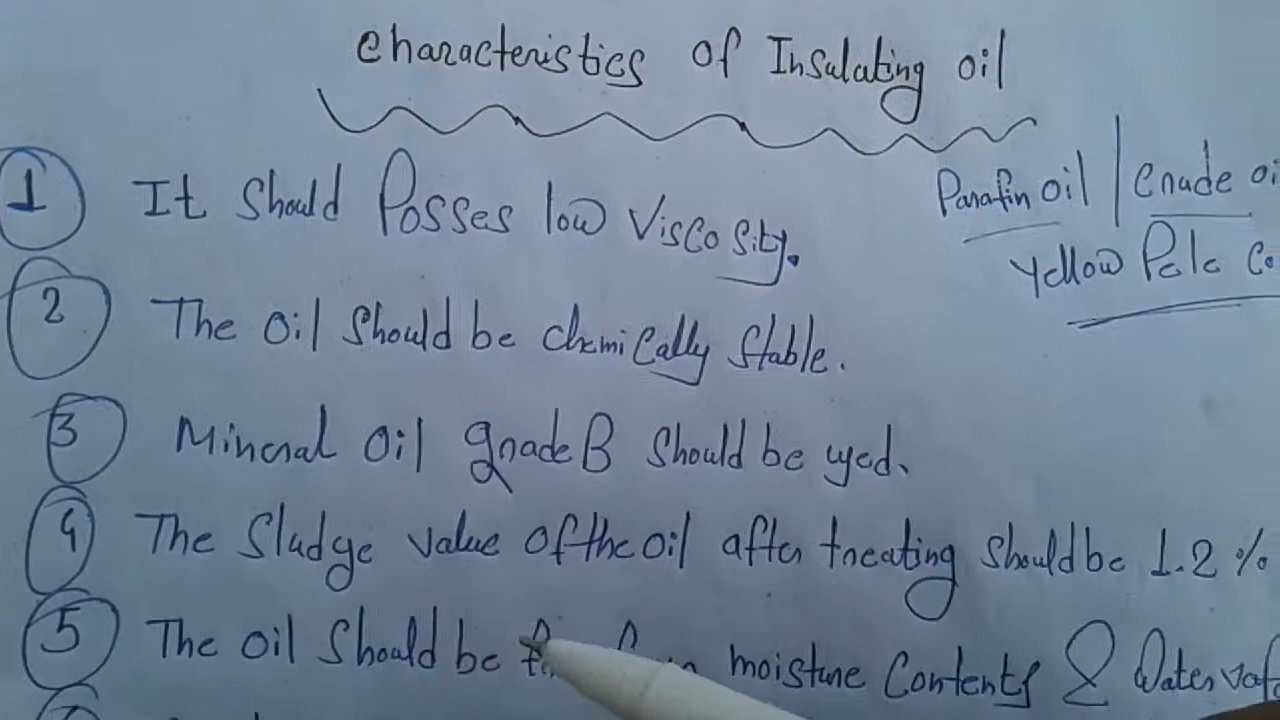 Characteristics of Insulating oil
Parafin oil / Crude oi
Yellow Pale Co
1 It Should Posses low Viscosity.
2 The oil Should be Chemically Stable.
3 Mineral Oil grade B Should be used.
4 The Sludge value of the oil after treating should be 1.2 %
5 The oil Should be moisture Contents & Water